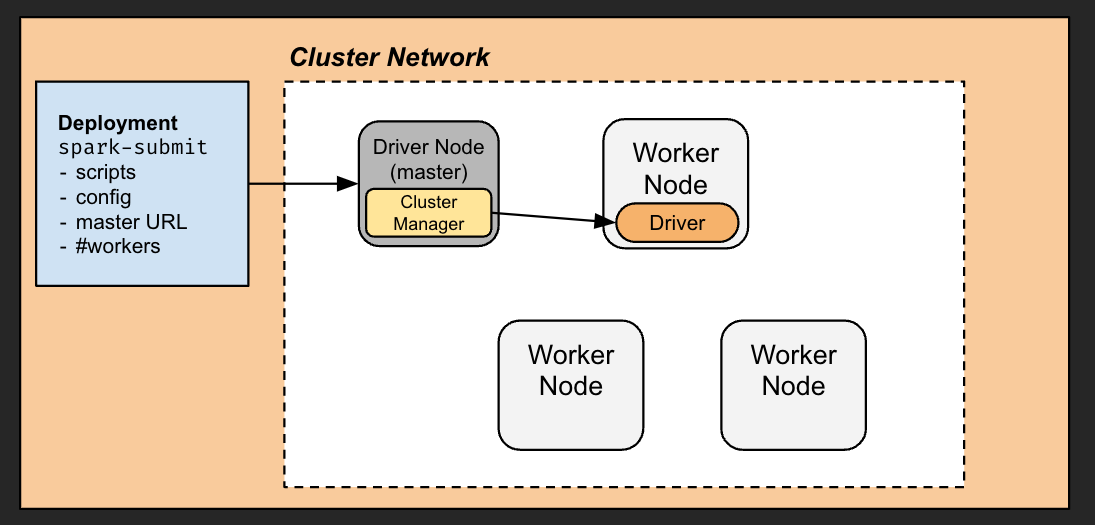 Cluster Network
Deployment
spark-submit
- scripts
- config
- master URL
- #workers
Driver Node
(master)
Cluster
Manager
Worker
Node
Driver
Worker
Node
Worker
Node